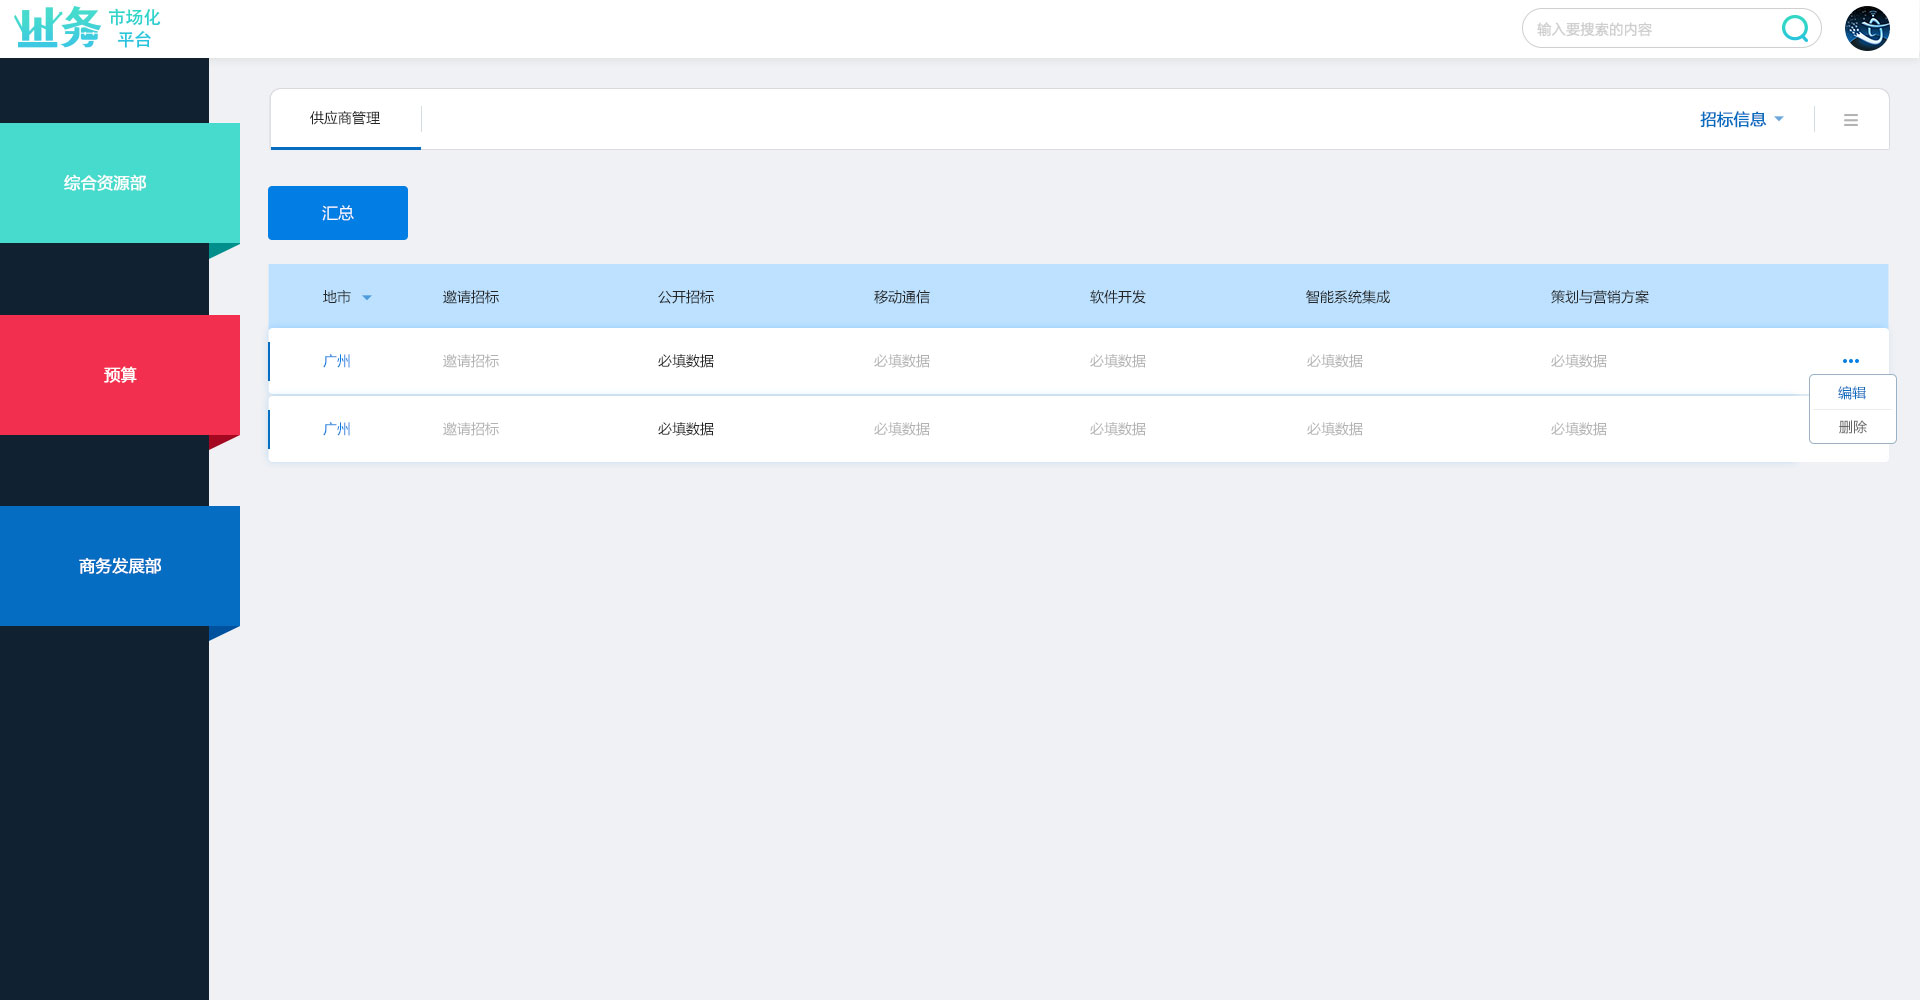 业务 市场化
平台
输入要搜索的内容
供应商管理
招标信息
综合资源部
汇总
地市 邀请招标 公开招标 移动通信 软件开发 智能系统集成 策划与营销方案
广州 邀请招标 必填数据 必填数据 必填数据 必填数据 必填数据
预算
编辑
广州 邀请招标 必填数据 必填数据 必填数据 必填数据 必填数据
删除
商务发展部